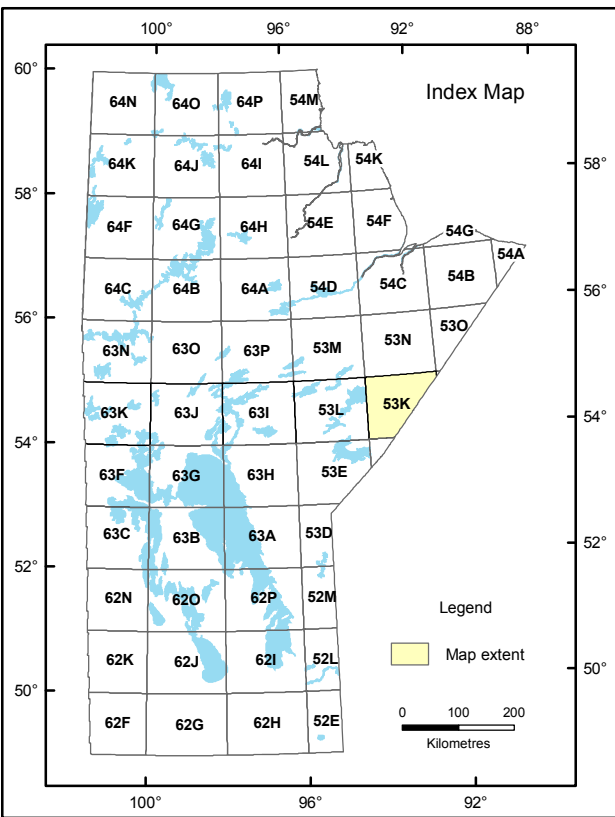 100° 96° 92° 88°
60°
Index Map
64N 64O 64P 54M
64K 64J 64I 54L 54K
58°
58°
64F 64G 64H 54E 54F 54G
54A
64C 64B 64A 54D 54C 54B
56°
56°
63N 63O 63P 53M 53N 53O
63K 63J 63I 53L 53K
54°
54°
63F 63G 63H 53E
63C 63B 63A 53D
52°
52°
62N 62O 62P 52M
Legend
Map extent
62K 62J 62I 52L
50°
50°
0 100 200
Kilometres
62F 62G 62H 52E
100° 96° 92°